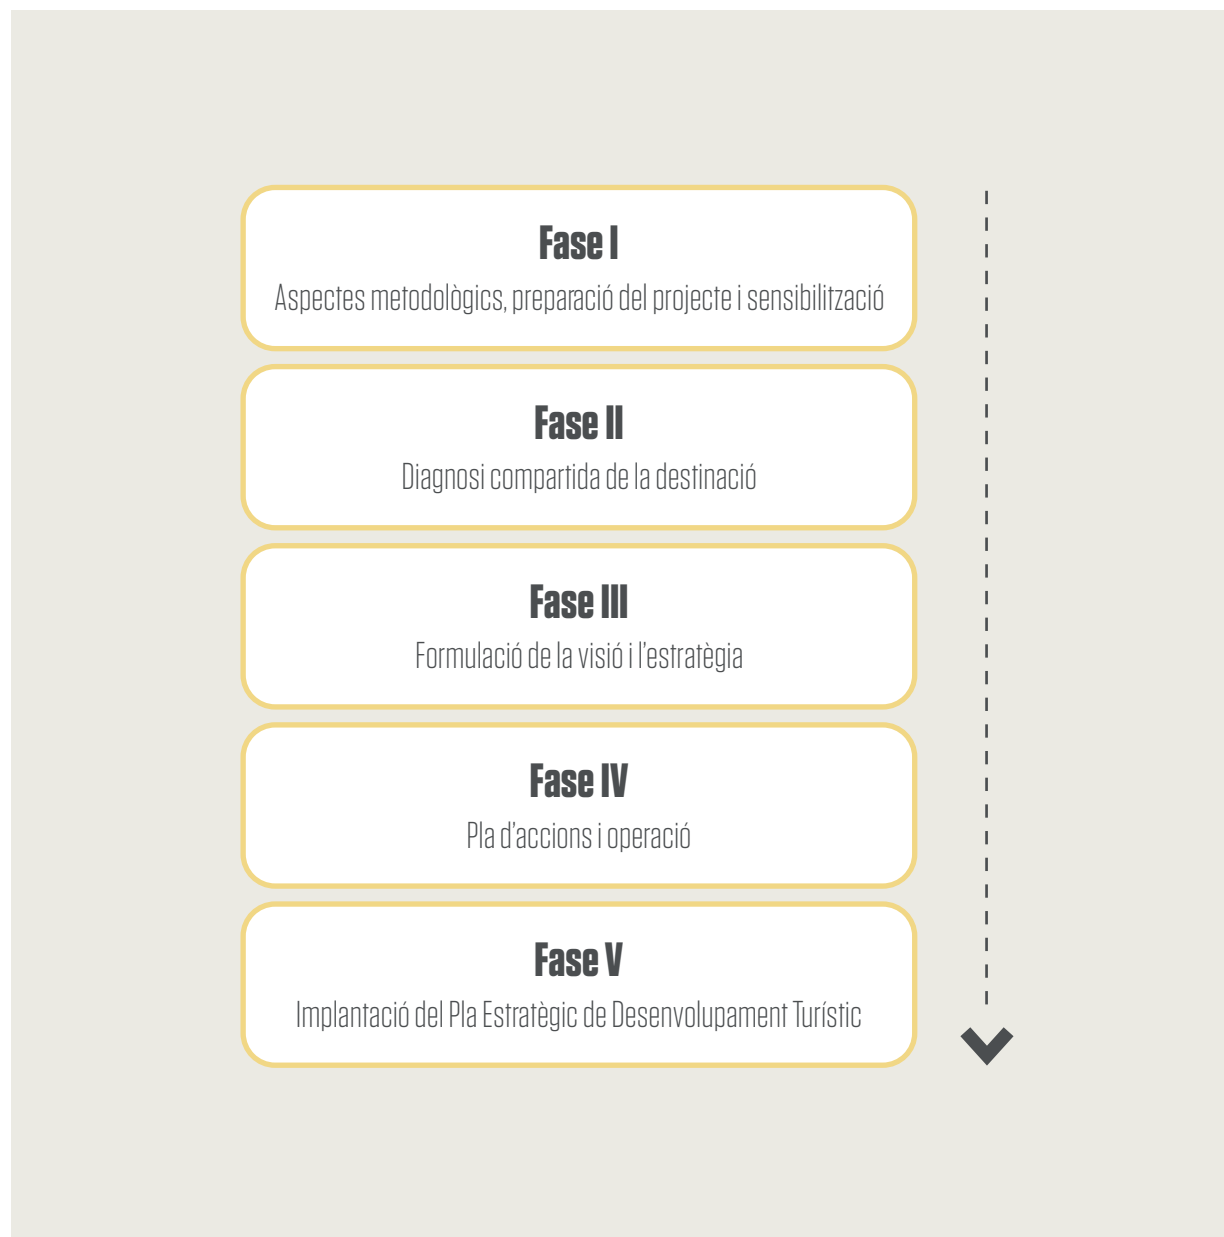 Fase I
Aspectes metodològics, preparació del projecte i sensibilització
Fase II
Diagnosi compartida de la destinació
Fase III
Formulació de la visió i l’estratègia
Fase IV
Pla d’accions i operació
Fase V
Implantació del Pla Estratègic de Desenvolupament Turístic